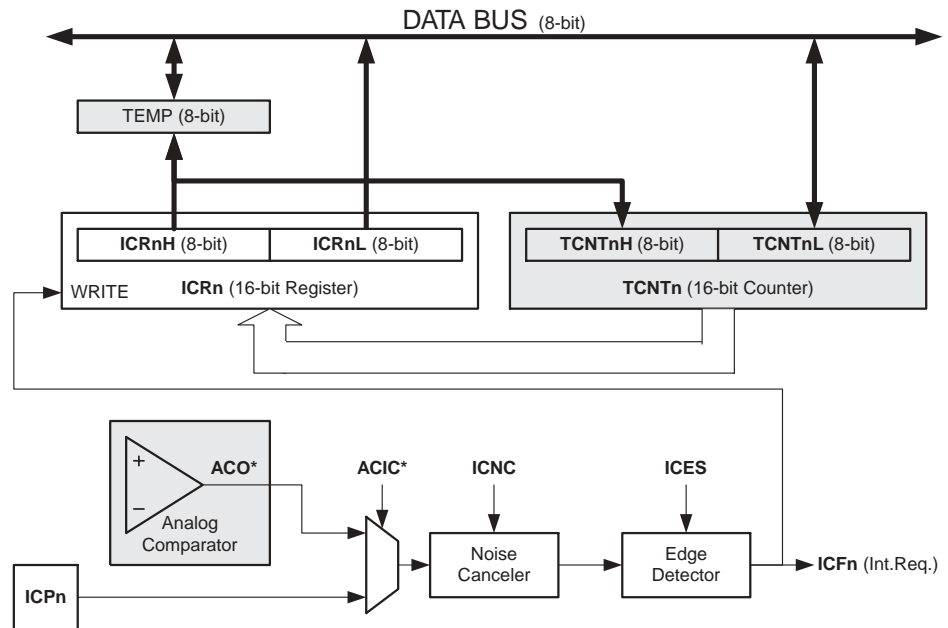 DATA BUS (8-bit)
TEMP (8-bit)
ICRnH (8-bit) ICRnL (8-bit)
TCNTnH (8-bit) TCNTnL (8-bit)
WRITE ICRn (16-bit Register)
TCNTn (16-bit Counter)
+
−
ACO*
Analog
Comparator
ACIC*
ICNC
ICES
Noise
Canceler
Edge
Detector
ICFn (Int.Req.)
ICPn